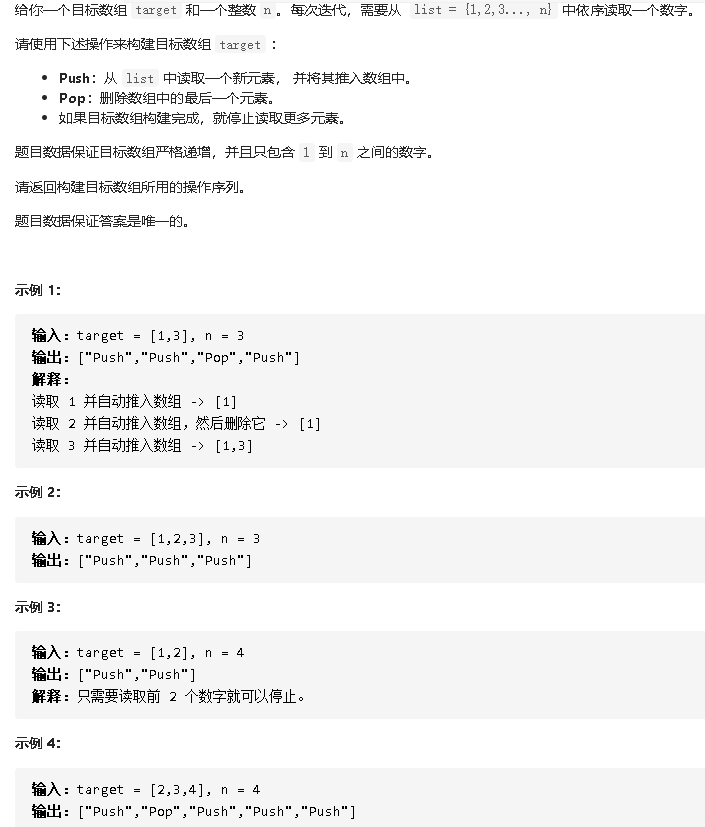 给你一个目标数组 target 和一个整数 n。每次迭代，需要从 list = {1,2,3..., n} 中依序读取一个数字。
请使用下述操作来构建目标数组 target ：
• Push：从 list 中读取一个新元素， 并将其推入数组中。
• Pop：删除数组中的最后一个元素。
• 如果目标数组构建完成，就停止读取更多元素。
题目数据保证目标数组严格递增，并且只包含 1 到 n 之间的数字。
请返回构建目标数组所用的操作序列。
题目数据保证答案是唯一的。
示例 1：
输入：target = [1,3], n = 3
输出：["Push","Push","Pop","Push"]
解释：
读取 1 并自动推入数组 -> [1]
读取 2 并自动推入数组，然后删除它 -> [1]
读取 3 并自动推入数组 -> [1,3]
示例 2：
输入：target = [1,2,3], n = 3
输出：["Push","Push","Push"]
示例 3：
输入：target = [1,2], n = 4
输出：["Push","Push"]
解释：只需要读取前 2 个数字就可以停止。
示例 4：
输入：target = [2,3,4], n = 4
输出：["Push","Pop","Push","Push","Push"]